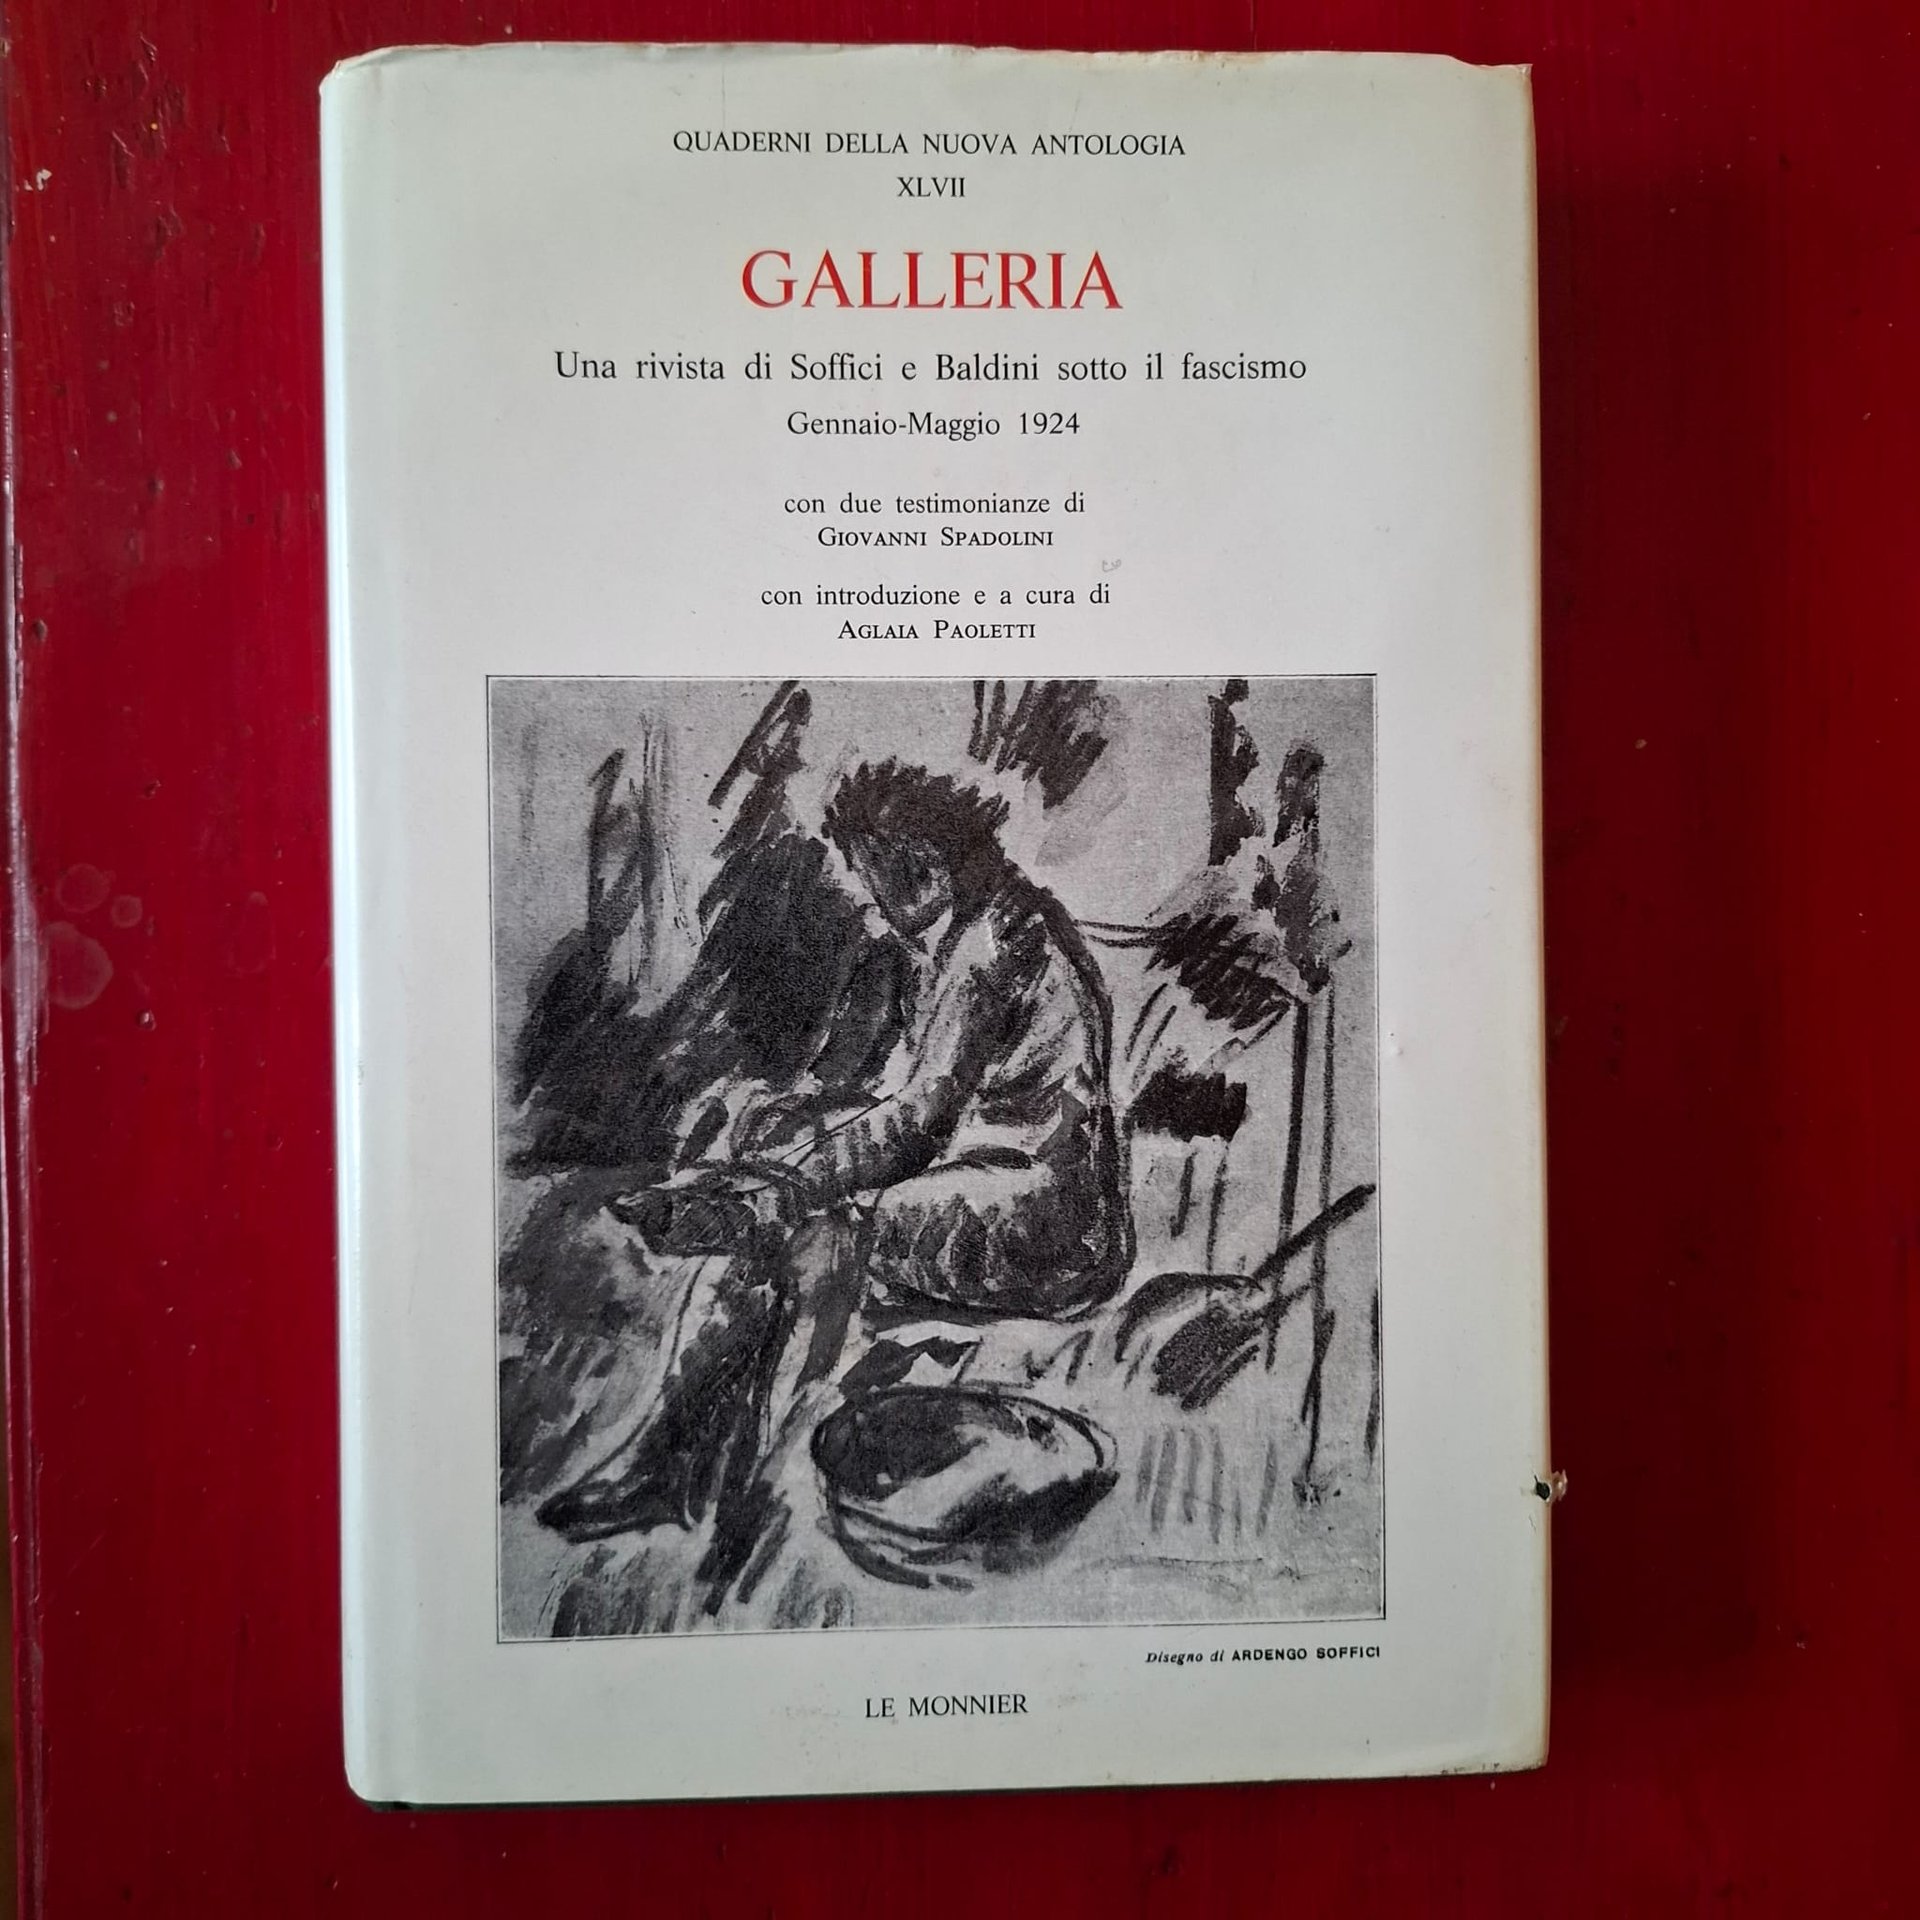 QUADERNI DELLA NUOVA ANTOLOGIA
XLVII
GALLERIA
Una rivista di Soffici e Baldini sotto il fascismo
Gennaio-Maggio 1924
con due testimonianze di
GIOVANNI SPADOLINI
con introduzione e a cura di
AGLAIA PAOLETTI
Disegno di ARDENGO SOFFICI
LE MONNIER